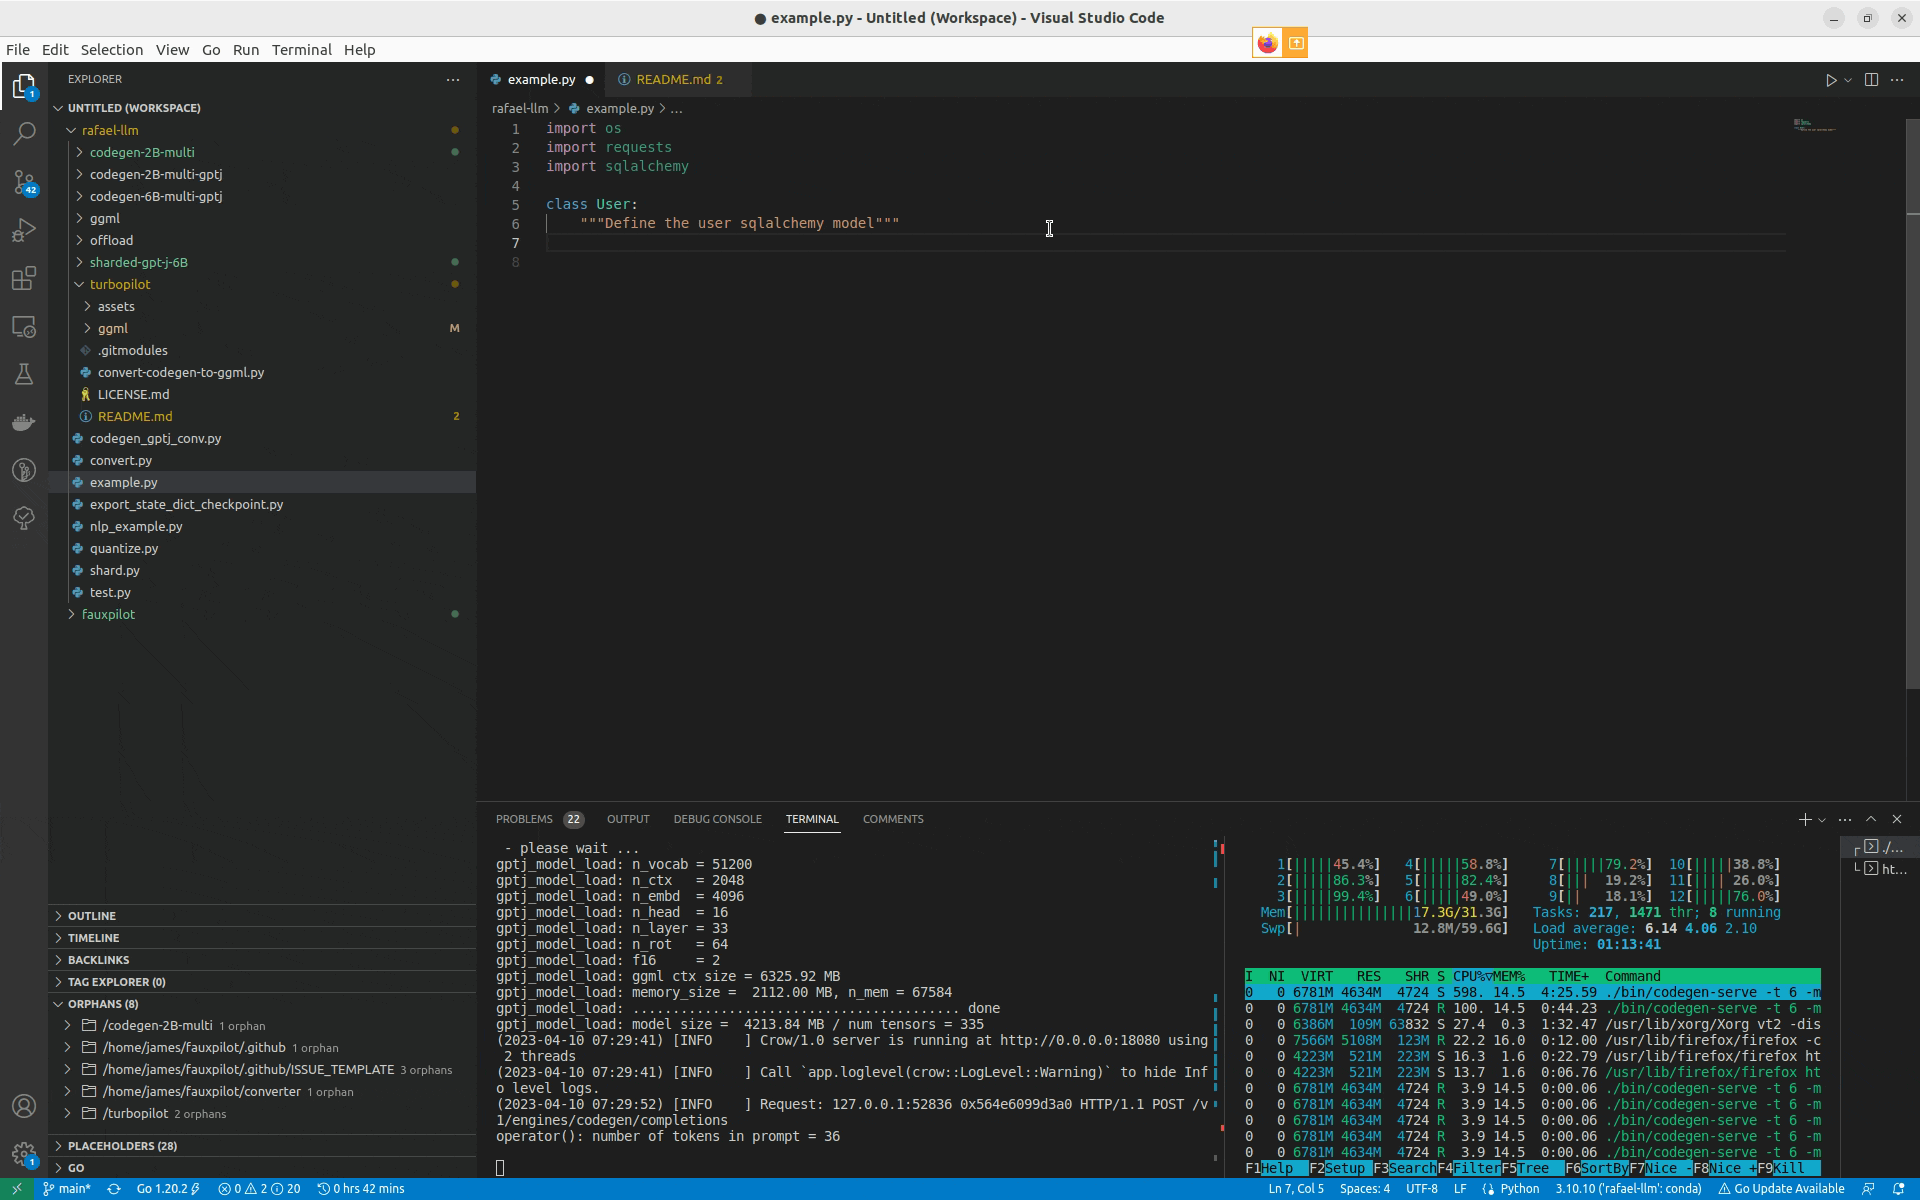 ● example.py - Untitled (Workspace) - Visual Studio Code
File Edit Selection View Go Run Terminal Help
EXPLORER
UNTITLED (WORKSPACE)
rafael-llm
codegen-2B-multi
codegen-2B-multi-gptj
codegen-6B-multi-gptj
ggml
offload
sharded-gpt-j-6B
turbopilot
assets
ggml M
.gitmodules
convert-codegen-to-ggml.py
LICENSE.md
README.md 2
codegen_gptj_conv.py
convert.py
example.py
export_state_dict_checkpoint.py
nlp_example.py
quantize.py
shard.py
test.py
fauxpilot
OUTLINE
TIMELINE
BACKLINKS
TAG EXPLORER (0)
ORPHANS (8)
/codegen-2B-multi 1 orphan
/home/james/fauxpilot/.github 1 orphan
/home/james/fauxpilot/.github/ISSUE_TEMPLATE 3 orphans
/home/james/fauxpilot/converter 1 orphan
/turbopilot 2 orphans
PLACEHOLDERS (28)
GO
1
42
1
example.py ● README.md 2
rafael-llm > example.py > ...
1 import os
2 import requests
3 import sqlalchemy
4
5 class User:
6 """Define the user sqlalchemy model"""
7
8
PROBLEMS 22 OUTPUT DEBUG CONSOLE TERMINAL COMMENTS
- please wait ...
gptj_model_load: n_vocab = 51200
gptj_model_load: n_ctx = 2048
gptj_model_load: n_embd = 4096
gptj_model_load: n_head = 16
gptj_model_load: n_layer = 33
gptj_model_load: n_rot = 64
gptj_model_load: f16 = 2
gptj_model_load: ggml ctx size = 6325.92 MB
gptj_model_load: memory_size = 2112.00 MB, n_mem = 67584
gptj_model_load: ......................................... done
gptj_model_load: model size = 4213.84 MB / num tensors = 335
(2023-04-10 07:29:41) [INFO ] Crow/1.0 server is running at http://0.0.0.0:18080 using
2 threads
(2023-04-10 07:29:41) [INFO ] Call `app.loglevel(crow::LogLevel::Warning)` to hide Inf
o level logs.
(2023-04-10 07:29:52) [INFO ] Request: 127.0.0.1:52836 0x564e6099d3a0 HTTP/1.1 POST /v
1/engines/codegen/completions
operator(): number of tokens in prompt = 36
1[|||||45.4%] 4[|||||58.8%] 7[|||||79.2%] 10[|||||38.8%]
2[|||||86.3%] 5[|||||82.4%] 8[||| 19.2%] 11[|||| 26.0%]
3[|||||99.4%] 6[|||||49.0%] 9[|| 18.1%] 12[|||||76.0%]
Mem[|||||||||||||||17.3G/31.3G] Tasks: 217, 1471 thr; 8 running
Swp[| 12.8M/59.6G] Load average: 6.14 4.06 2.10
Uptime: 01:13:41
I NI VIRT RES SHR S CPU%▽MEM% TIME+ Command
0 0 6781M 4634M 4724 S 598. 14.5 4:25.59 ./bin/codegen-serve -t 6 -m
0 0 6781M 4634M 4724 R 100. 14.5 0:44.23 ./bin/codegen-serve -t 6 -m
0 0 6386M 109M 63832 S 27.4 0.3 1:32.47 /usr/lib/xorg/Xorg vt2 -dis
0 0 7566M 5108M 123M R 22.2 16.0 0:12.00 /usr/lib/firefox/firefox -c
0 0 4223M 521M 223M S 16.3 1.6 0:22.79 /usr/lib/firefox/firefox ht
0 0 4223M 521M 223M S 13.7 1.6 0:06.76 /usr/lib/firefox/firefox ht
0 0 6781M 4634M 4724 R 3.9 14.5 0:00.06 ./bin/codegen-serve -t 6 -m
0 0 6781M 4634M 4724 R 3.9 14.5 0:00.06 ./bin/codegen-serve -t 6 -m
0 0 6781M 4634M 4724 R 3.9 14.5 0:00.06 ./bin/codegen-serve -t 6 -m
0 0 6781M 4634M 4724 R 3.9 14.5 0:00.06 ./bin/codegen-serve -t 6 -m
0 0 6781M 4634M 4724 R 3.9 14.5 0:00.06 ./bin/codegen-serve -t 6 -m
F1Help F2Setup F3SearchF4FilterF5Tree F6SortByF7Nice -F8Nice +F9Kill
./...
ht...
main* Go 1.20.2 0 2 20 0 hrs 42 mins Ln 7, Col 5 Spaces: 4 UTF-8 LF Python 3.10.10 ('rafael-llm': conda) Go Update Available